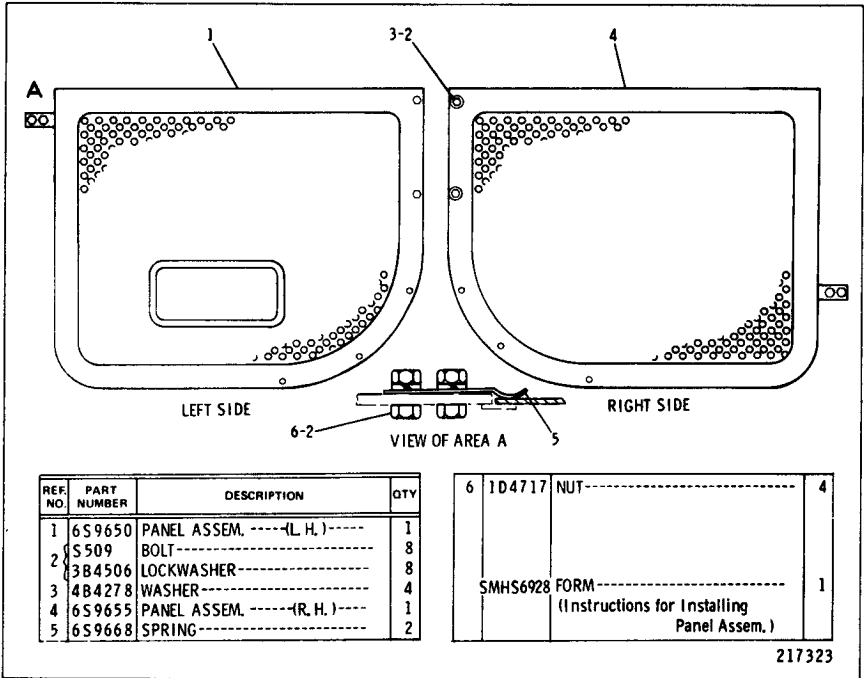 1
3-2
4
A
LEFT SIDE
RIGHT SIDE
6-2
VIEW OF AREA A
5
REF. NO. PART NUMBER DESCRIPTION QTY
1 6S9650 PANEL ASSEM. -----(L. H.)----- 1
2 S509 BOLT-------------------------- 8
3B4506 LOCKWASHER------------------ 8
3 4B4278 WASHER---------------------- 4
4 6S9655 PANEL ASSEM. ------(R. H.)---- 1
5 6S9668 SPRING----------------------- 2
6 1D4717 NUT-------------------------- 4
SMHS6928 FORM------------------------ 1
(Instructions for Installing
Panel Assem.)
217323